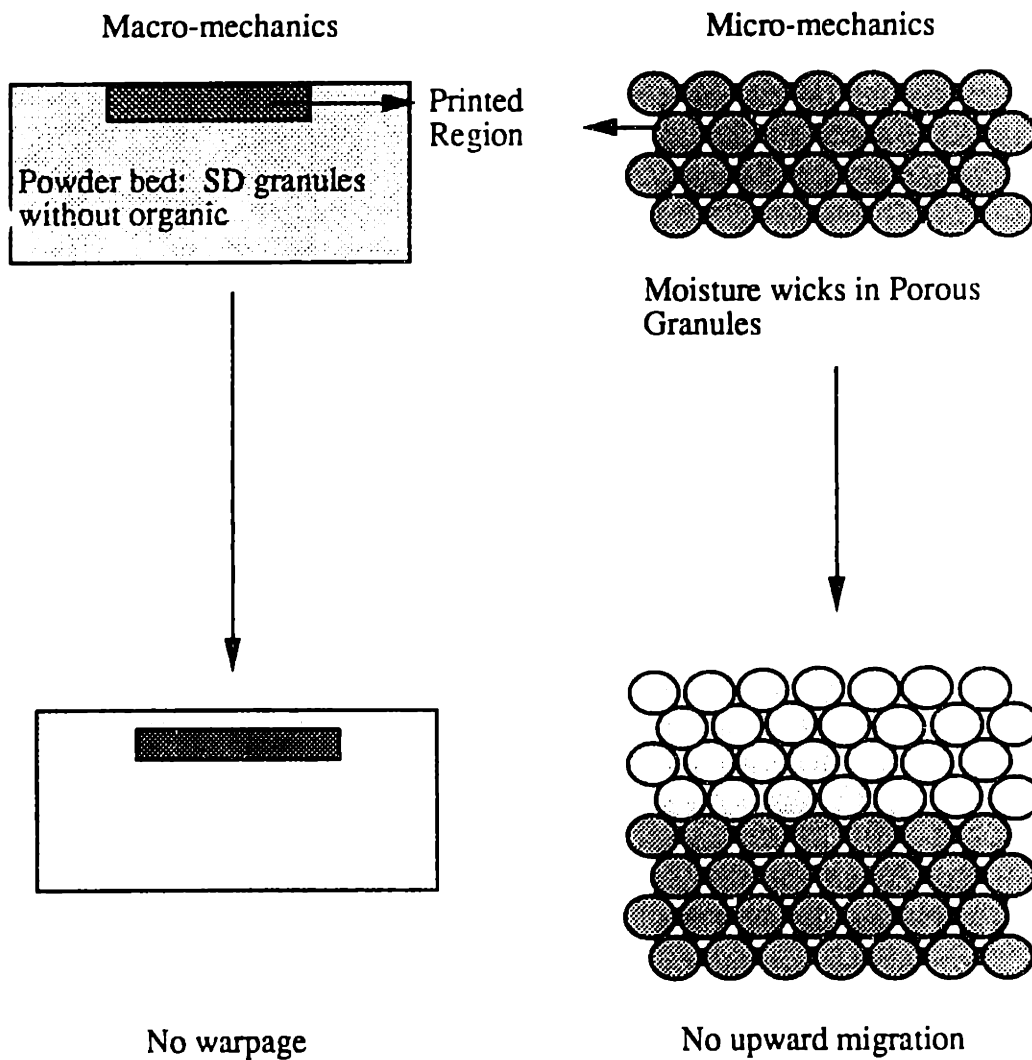 Macro-mechanics
Micro-mechanics
Printed
Region
Powder bed: SD granules
without organic
Moisture wicks in Porous
Granules
No warpage
No upward migration